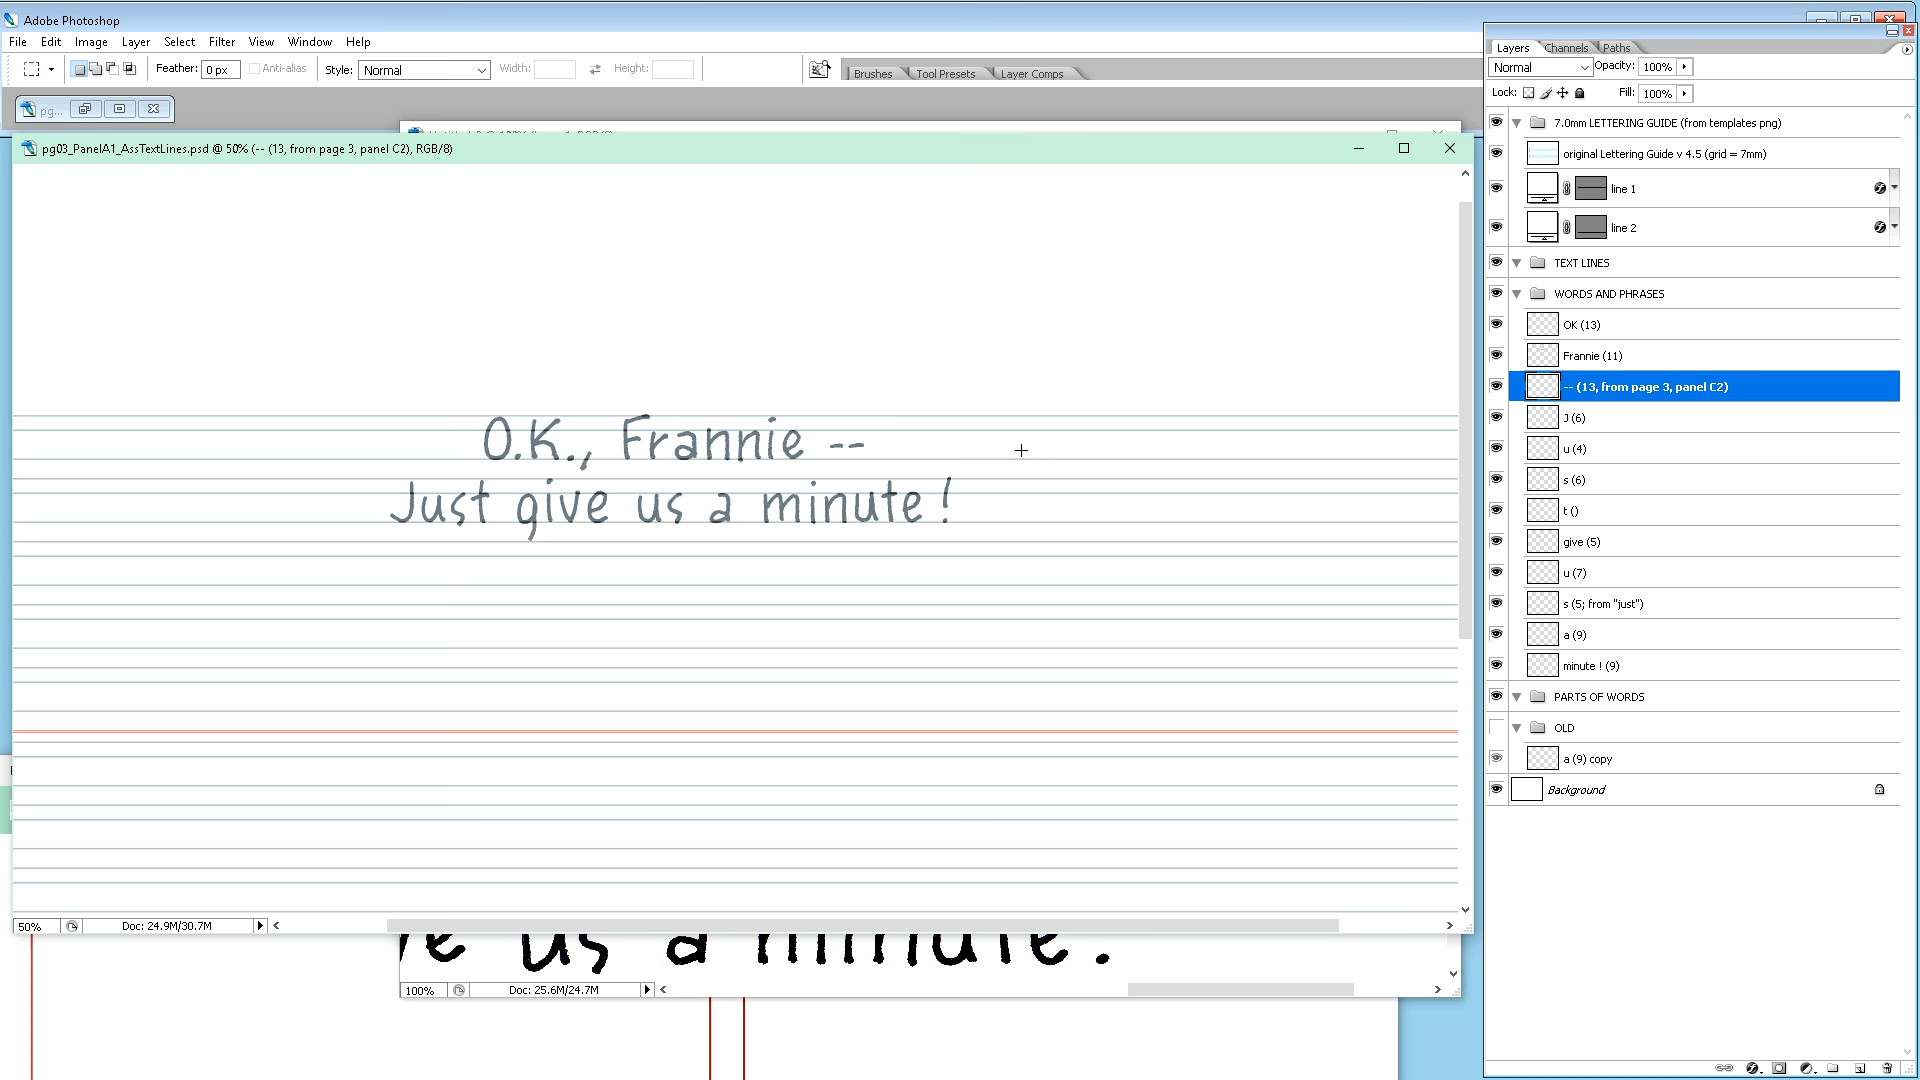 Adobe Photoshop
File Edit Image Layer Select Filter View Window Help
Feather: 0 px Anti-alias Style: Normal Width: Height: Brushes Tool Presets Layer Comps
pg...
pg03_PanelA1_AssTextLines.psd @ 50% (-- (13, from page 3, panel C2), RGB/8)
O.K., Frannie --
Just give us a minute!
50% Doc: 24.9M/30.7M
us a minute.
100% Doc: 25.6M/24.7M
Layers Channels Paths
Normal Opacity: 100%
Lock: Fill: 100%
7.0mm LETTERING GUIDE (from templates png)
original Lettering Guide v 4.5 (grid = 7mm)
line 1
line 2
TEXT LINES
WORDS AND PHRASES
OK (13)
Frannie (11)
-- (13, from page 3, panel C2)
J (6)
u (4)
s (6)
t ()
give (5)
u (7)
s (5; from "just")
a (9)
minute ! (9)
PARTS OF WORDS
OLD
a (9) copy
Background